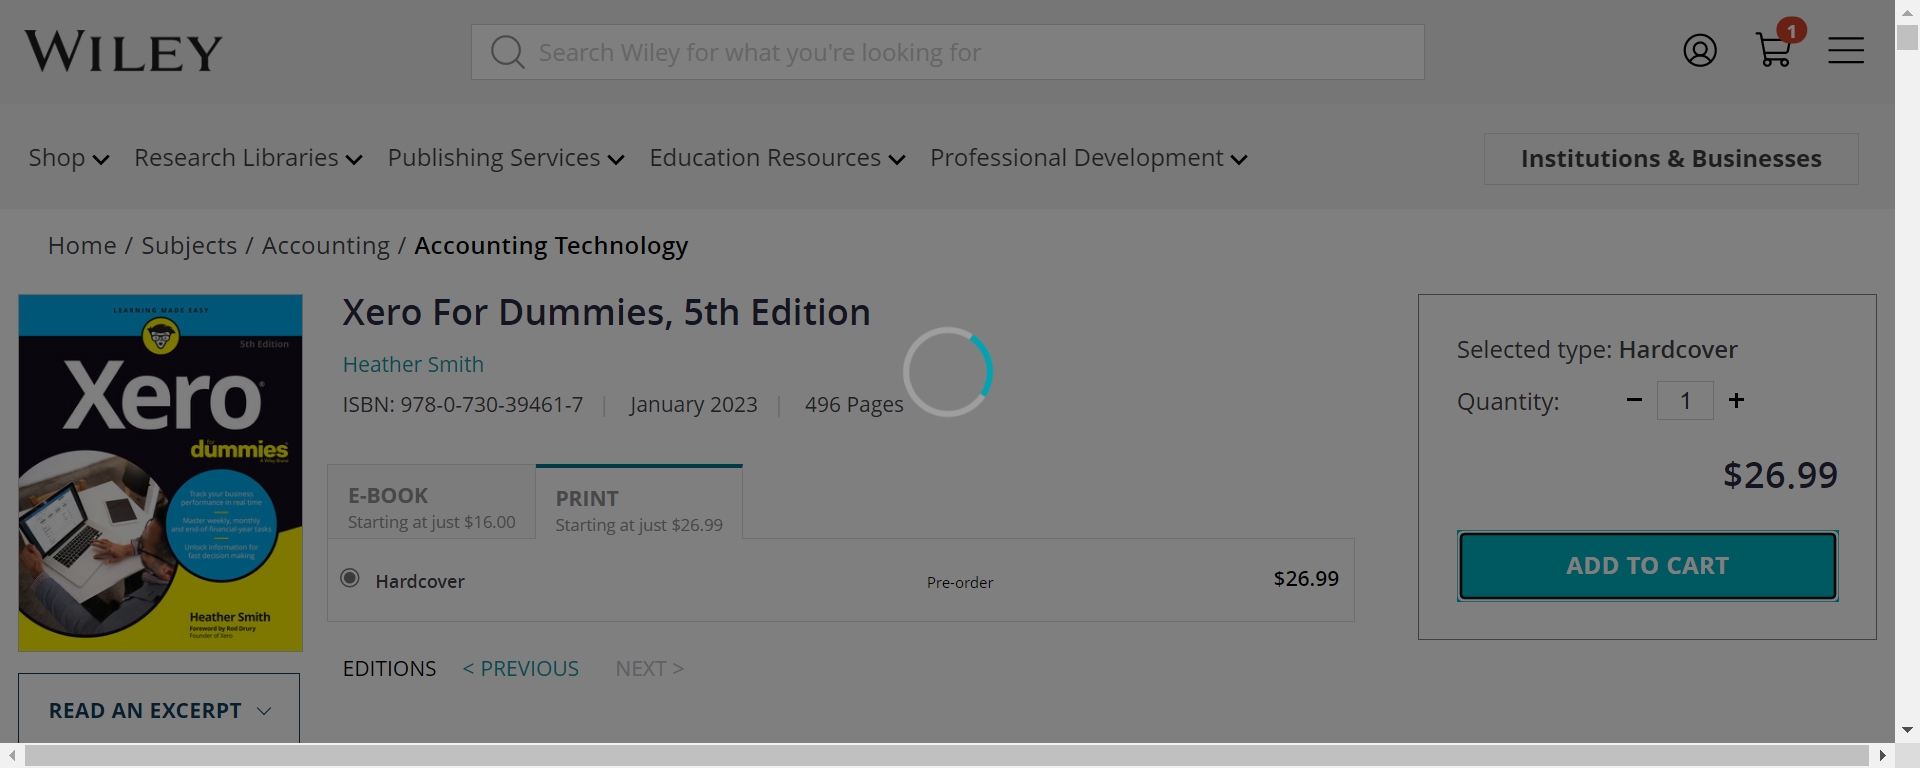 WILEY
Search Wiley for what you're looking for
1
Shop
Research Libraries
Publishing Services
Education Resources
Professional Development
Institutions & Businesses
Home / Subjects / Accounting / Accounting Technology
LEARNING MADE EASY
5th Edition
Xero®
for
dummies
A Wiley Brand
Track your business
performance in real time
Master weekly, monthly
and end-of-financial-year tasks
Unlock information for
fast decision making
Heather Smith
Foreword by Rod Drury
Founder of Xero
Xero For Dummies, 5th Edition
Heather Smith
ISBN: 978-0-730-39461-7 | January 2023 | 496 Pages
E-BOOK
Starting at just $16.00
PRINT
Starting at just $26.99
Hardcover
Pre-order
$26.99
EDITIONS < PREVIOUS NEXT >
READ AN EXCERPT
Selected type: Hardcover
Quantity: − 1 +
$26.99
ADD TO CART